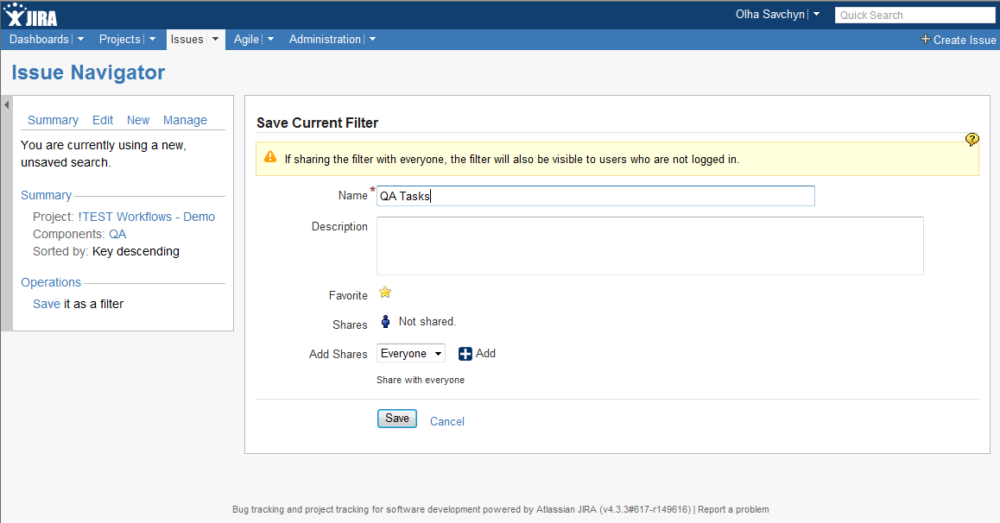 JIRA
Olha Savchyn
Quick Search
Dashboards Projects Issues Agile Administration
Create Issue
Issue Navigator
Summary Edit New Manage
You are currently using a new,
unsaved search.
Summary
Project: !TEST Workflows - Demo
Components: QA
Sorted by: Key descending
Operations
Save it as a filter
Save Current Filter
?
If sharing the filter with everyone, the filter will also be visible to users who are not logged in.
Name * QA Tasks
Description
Favorite
Shares Not shared.
Add Shares Everyone Add
Share with everyone
Save Cancel
Bug tracking and project tracking for software development powered by Atlassian JIRA (v4.3.3#617-r149616) | Report a problem